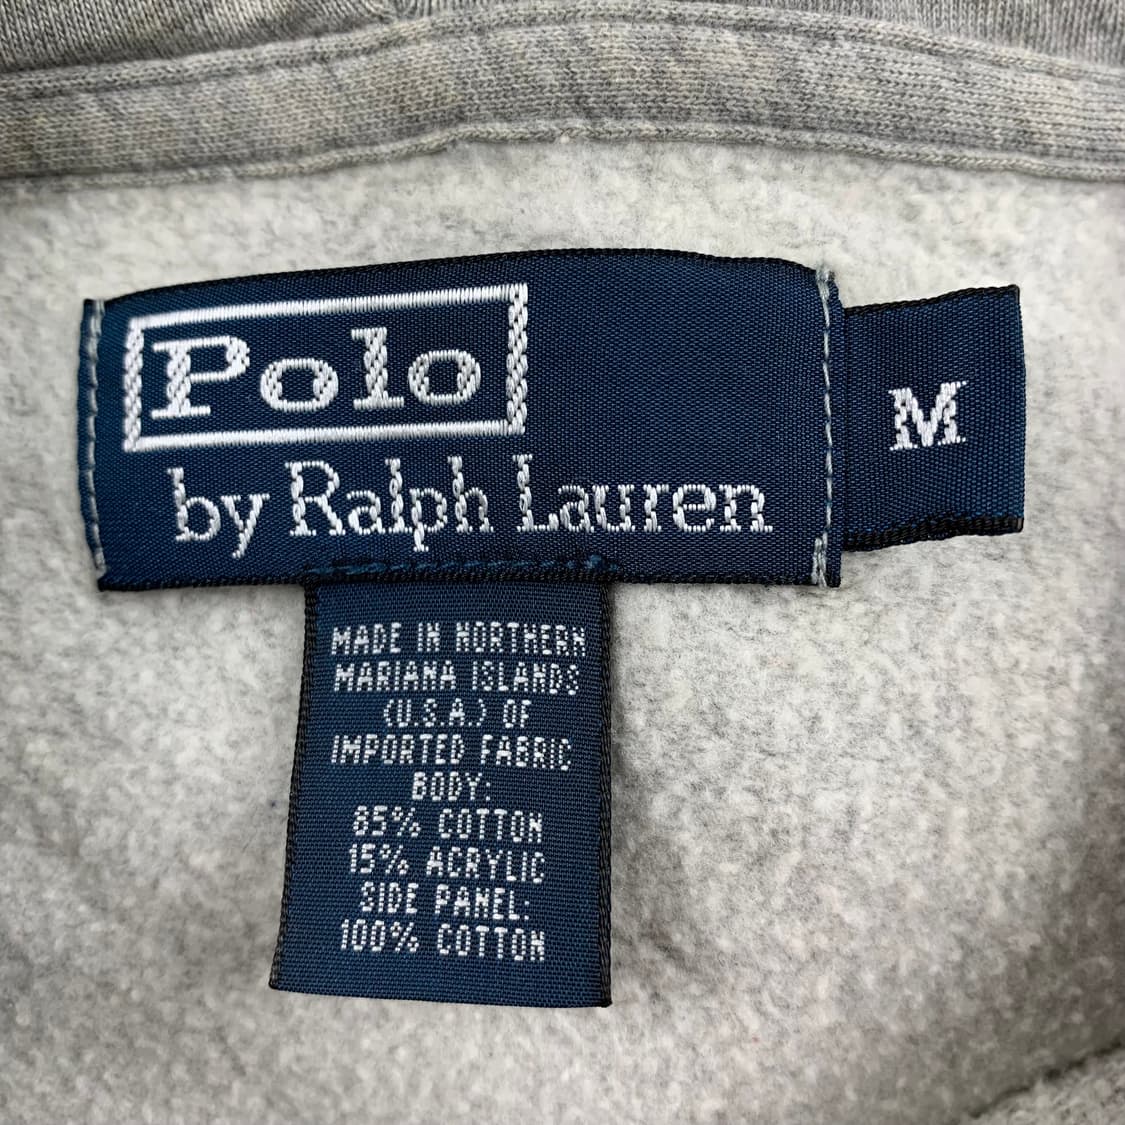 Polo
by Ralph Lauren
M
MADE IN NORTHERN
MARIANA ISLANDS
(U.S.A.) OF
IMPORTED FABRIC
BODY:
85% COTTON
15% ACRYLIC
SIDE PANEL:
100% COTTON